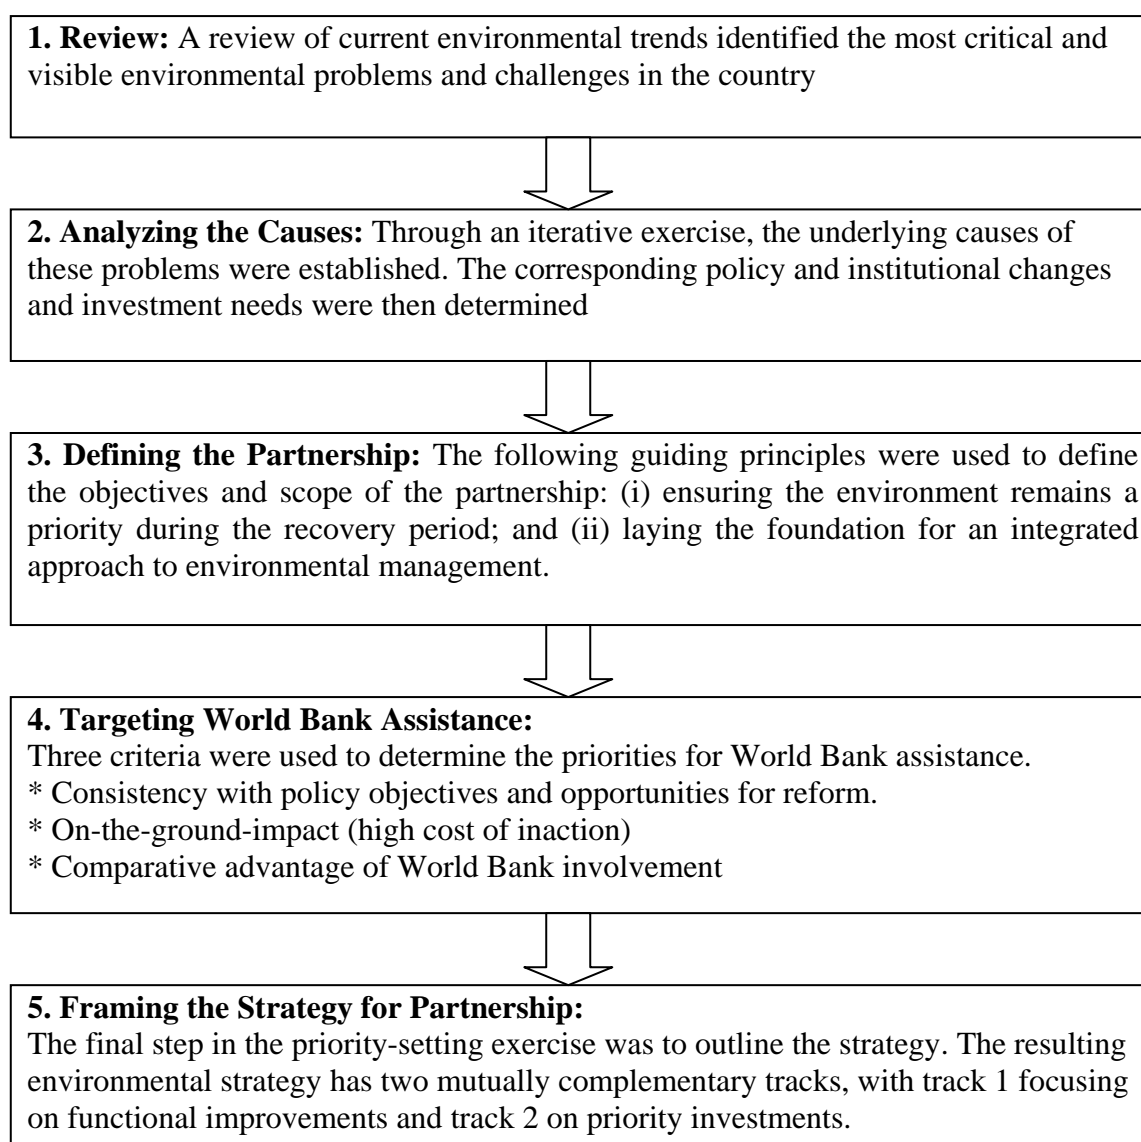 1. Review: A review of current environmental trends identified the most critical and
visible environmental problems and challenges in the country
2. Analyzing the Causes: Through an iterative exercise, the underlying causes of
these problems were established. The corresponding policy and institutional changes
and investment needs were then determined
3. Defining the Partnership: The following guiding principles were used to define
the objectives and scope of the partnership: (i) ensuring the environment remains a
priority during the recovery period; and (ii) laying the foundation for an integrated
approach to environmental management.
4. Targeting World Bank Assistance:
Three criteria were used to determine the priorities for World Bank assistance.
* Consistency with policy objectives and opportunities for reform.
* On-the-ground-impact (high cost of inaction)
* Comparative advantage of World Bank involvement
5. Framing the Strategy for Partnership:
The final step in the priority-setting exercise was to outline the strategy. The resulting
environmental strategy has two mutually complementary tracks, with track 1 focusing
on functional improvements and track 2 on priority investments.